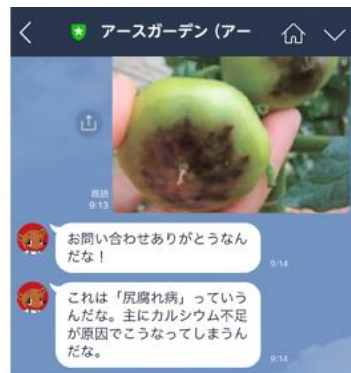 アースガーデン（アー
既読
9:13
お問い合わせありがとうなん
だな！
9:14
これは「尻腐れ病」っていう
んだな。主にカルシウム不足
が原因でこうなってしまうん
だな。
9:14